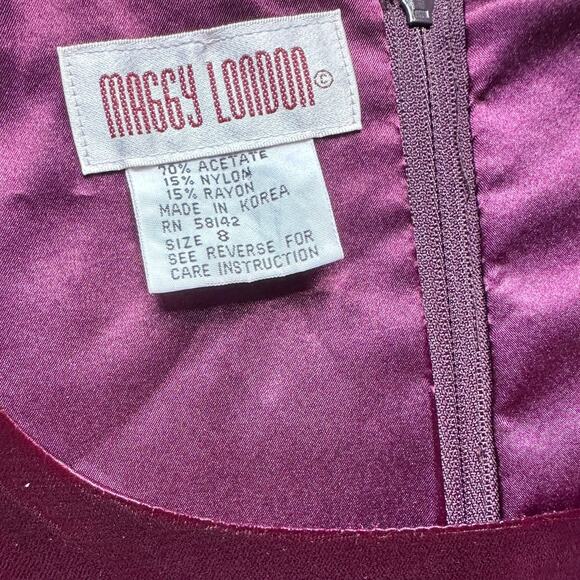 MAGGY LONDON©
70% ACETATE
15% NYLON
15% RAYON
MADE IN KOREA
RN 58142
SIZE 8
SEE REVERSE FOR
CARE INSTRUCTION